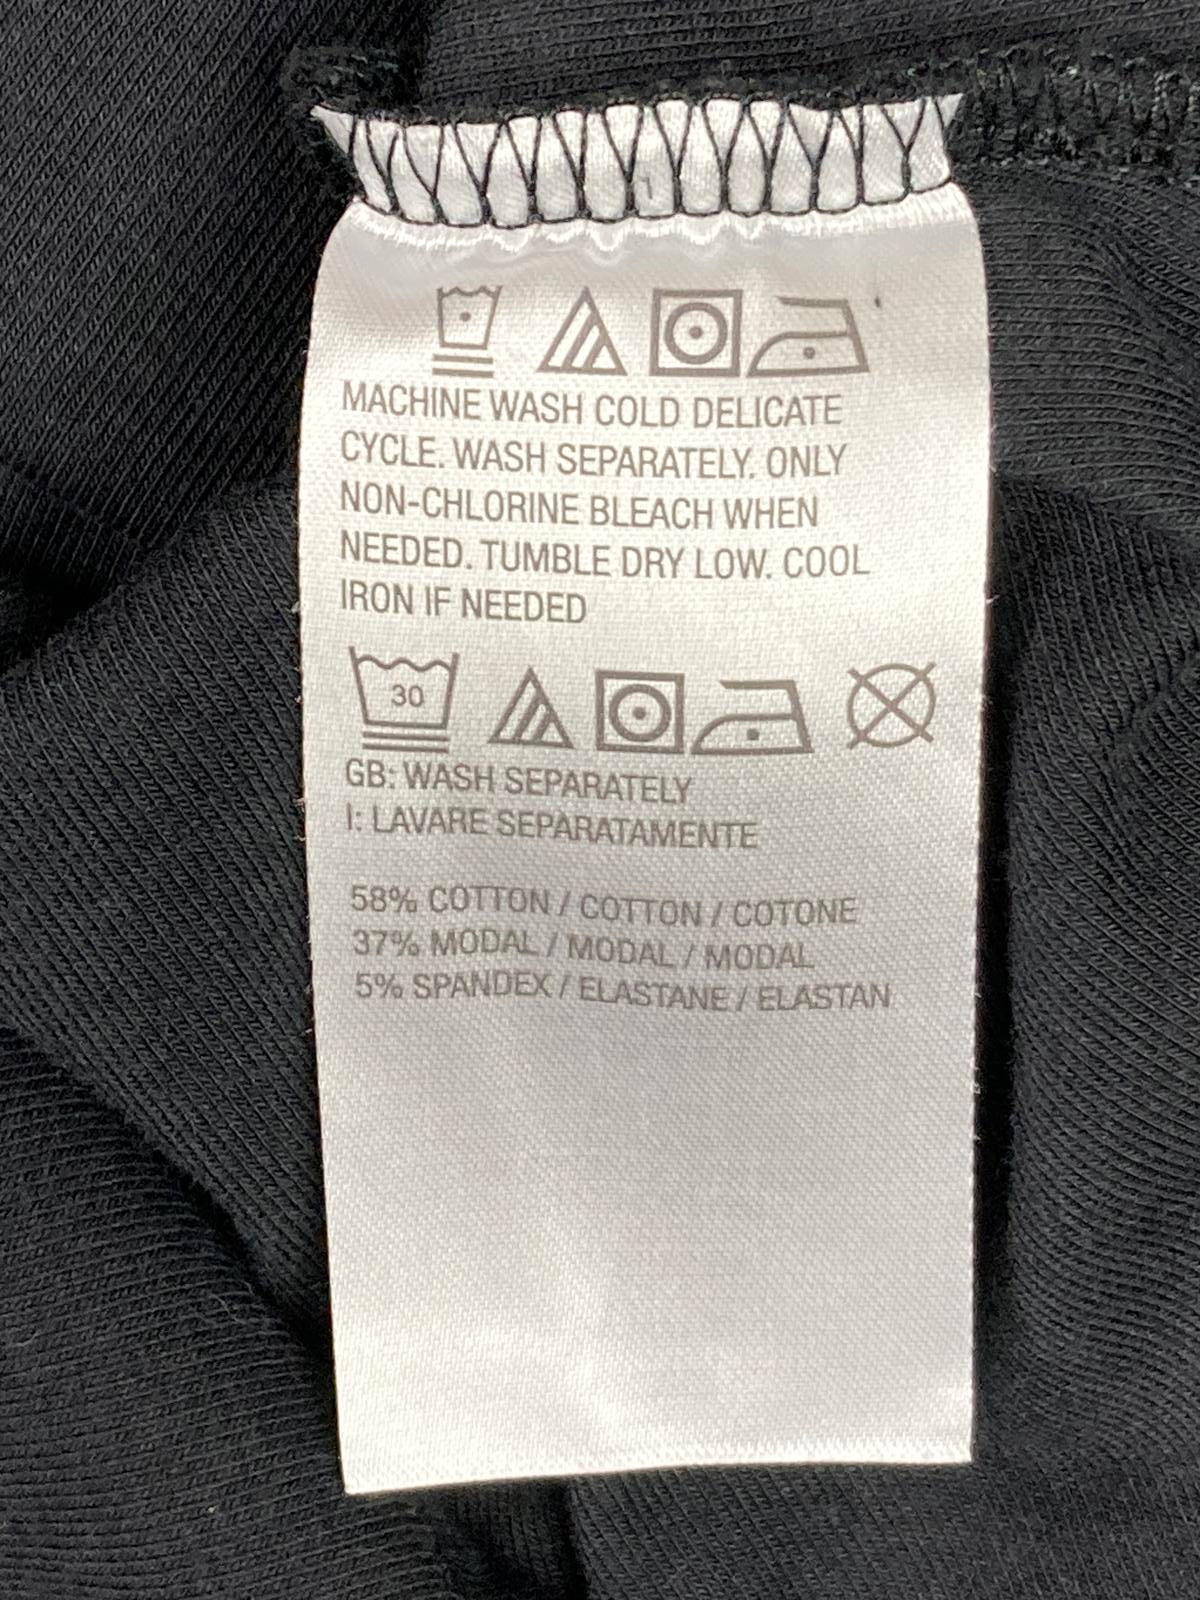 MACHINE WASH COLD DELICATE
CYCLE. WASH SEPARATELY. ONLY
NON-CHLORINE BLEACH WHEN
NEEDED. TUMBLE DRY LOW. COOL
IRON IF NEEDED
30
GB: WASH SEPARATELY
I: LAVARE SEPARATAMENTE
58% COTTON / COTTON / COTONE
37% MODAL / MODAL / MODAL
5% SPANDEX / ELASTANE / ELASTAN